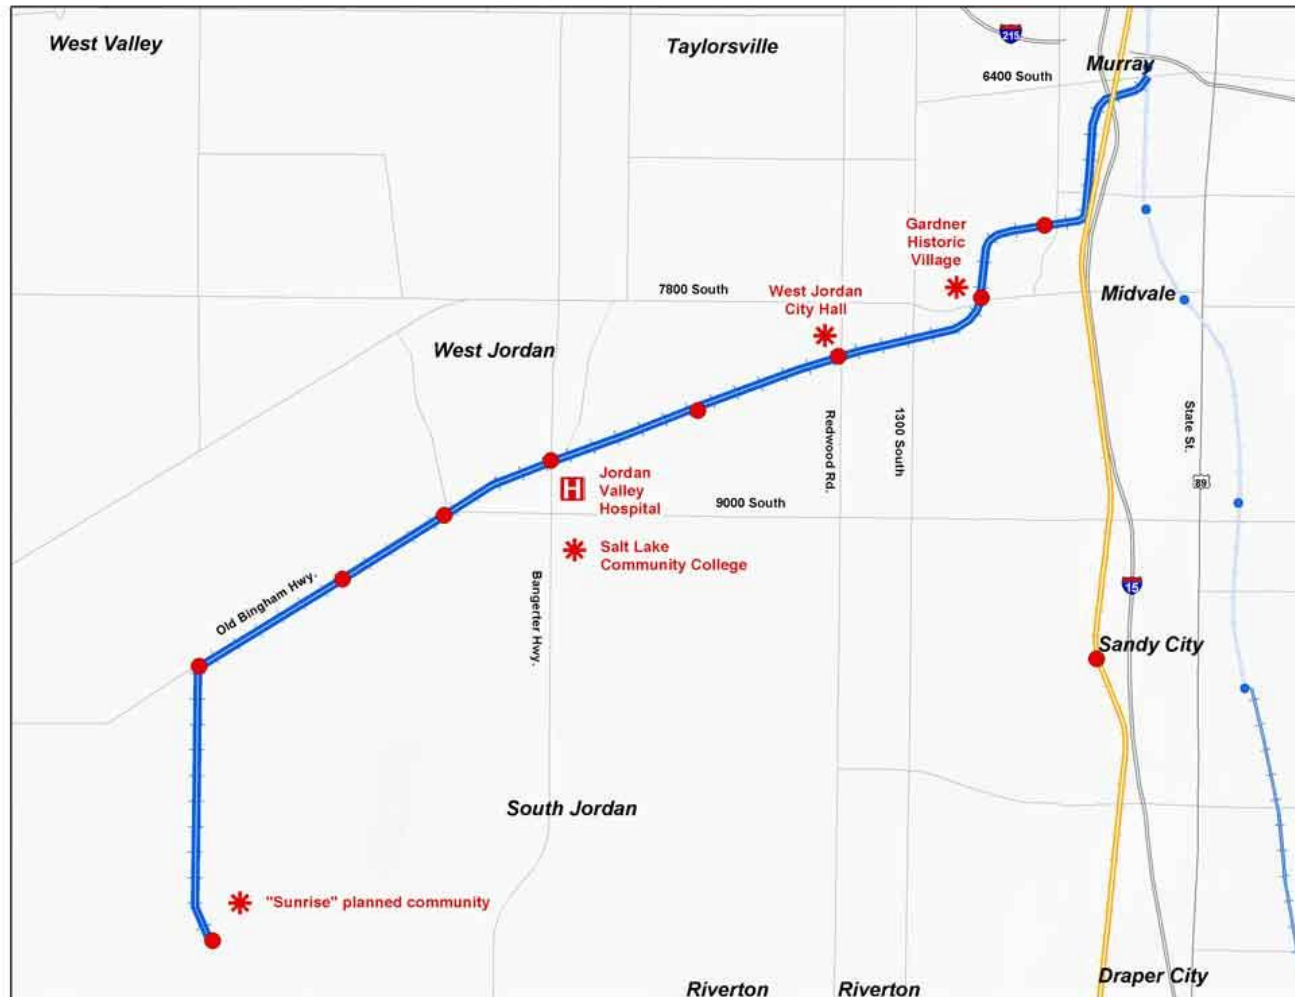 West Valley
Taylorsville
215
6400 South
Murray
Gardner
Historic
Village
7800 South
West Jordan
City Hall
Midvale
West Jordan
Redwood Rd.
1300 South
State St.
89
Jordan
Valley
Hospital
H
9000 South
Salt Lake
Community College
Old Bingham Hwy.
Bangerter Hwy.
15
Sandy City
South Jordan
"Sunrise" planned community
Draper City
Riverton
Riverton